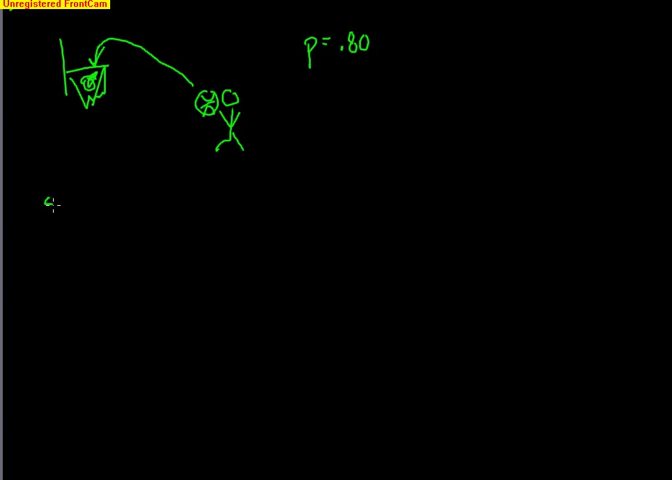 Unregistered FrontCam
p = .80